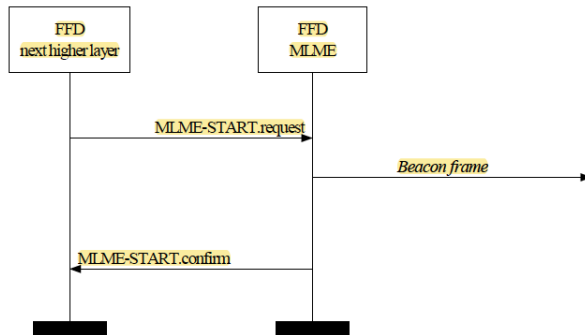 FFD
next higher layer
FFD
MLME
MLME-START.request
Beacon frame
MLME-START.confirm